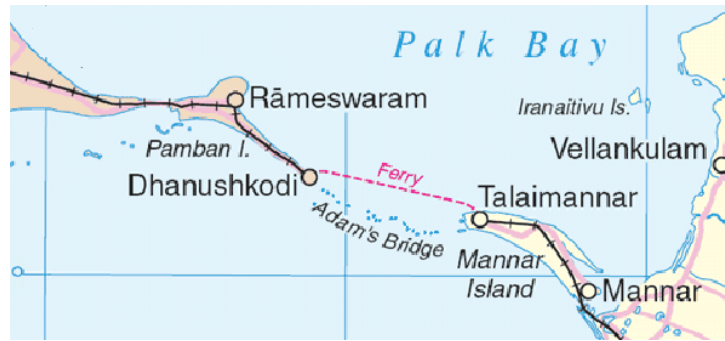 Palk Bay
Rāmeswaram
Iranaitivu Is.
Pamban I.
Vellankulam
Dhanushkodi
Ferry
Talaimannar
Adam's Bridge
Mannar
Island
Mannar